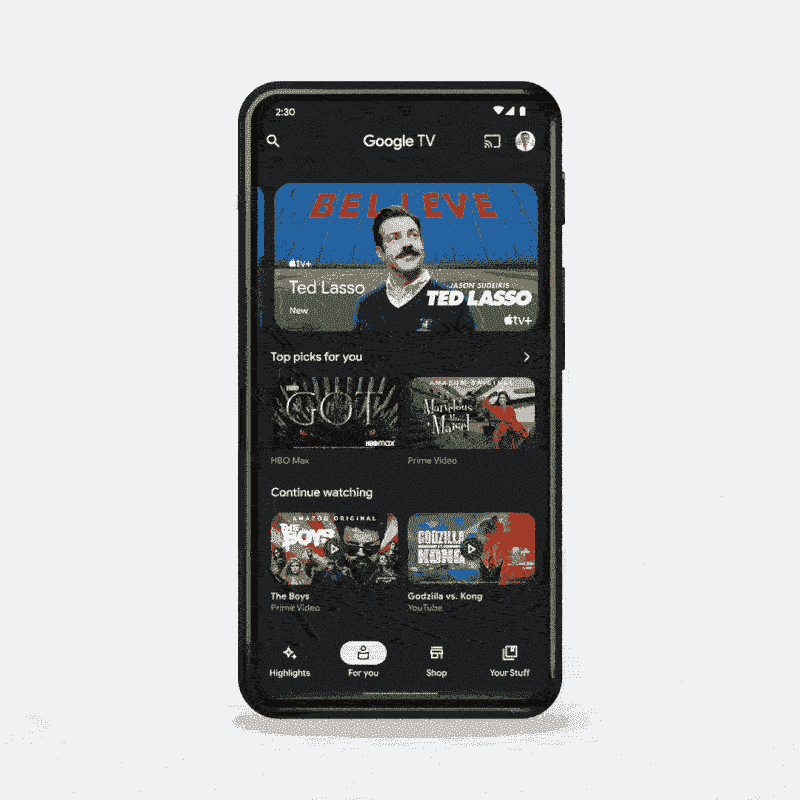 2:30
Google TV
BELIEVE
tv+
Ted Lasso
New
JASON SUDEIKIS
TED LASSO
tv+
Top picks for you
HBO
GOT
HBOmax
AMAZON ORIGINAL
Marvelous
Maisel
HBO Max
Prime Video
Continue watching
AMAZON ORIGINAL
THE
BOYS
GODZILLA
KONG
The Boys
Godzilla vs. Kong
Prime Video
YouTube
Highlights
For you
Shop
Your Stuff